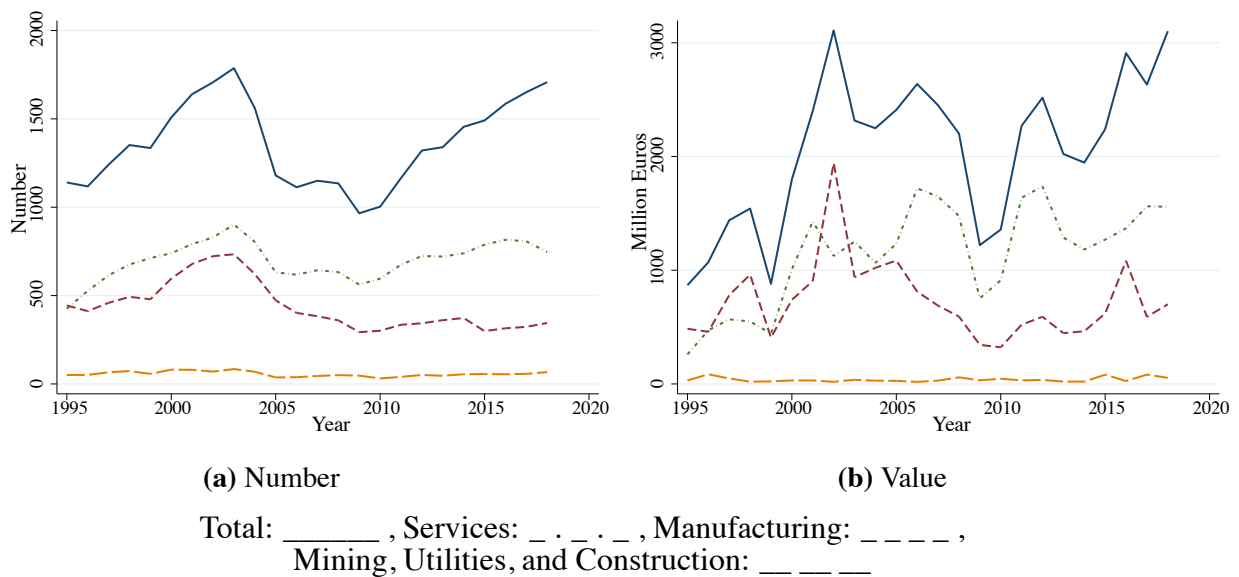 2000
1500
1000
500
0
Number
1995 2000 2005 2010 2015 2020
Year
3000
2000
1000
0
Million Euros
1995 2000 2005 2010 2015 2020
Year
(a) Number
(b) Value
Total: ______ , Services: _ . _ . _ , Manufacturing: _ _ _ _ ,
Mining, Utilities, and Construction: __ __ __